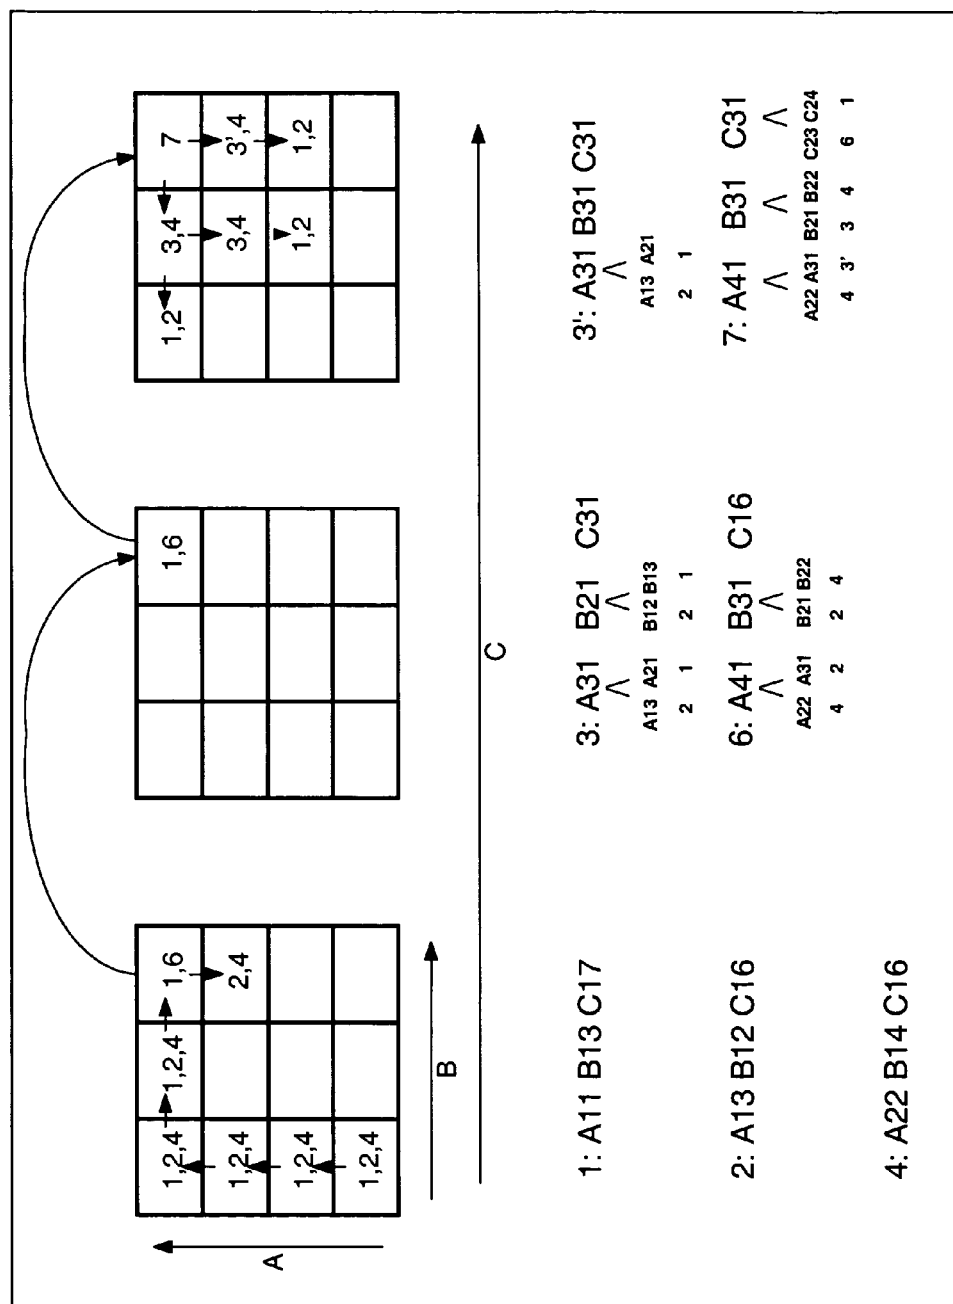 1,2,4 1,2,4 1,6 1,6 1,2 3,4 7
1,2,4 2,4 3,4 3',4
A
1,2,4 1,2 1,2
1,2,4
B
C
1: A11 B13 C17 3: A31 B21 C31 3': A31 B31 C31
A13 A21 B12 B13 A13 A21
2 1 2 1 2 1
2: A13 B12 C16 6: A41 B31 C16 7: A41 B31 C31
A22 A31 B21 B22 A22 A31 B21 B22 C23 C24
4 2 2 4 4 3' 3 4 6 1
4: A22 B14 C16